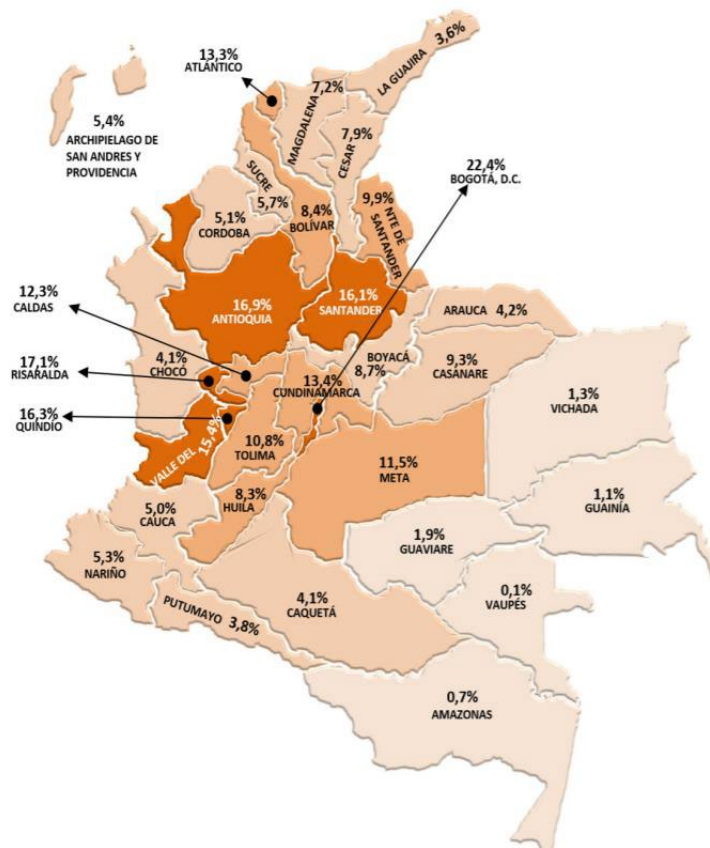 13,3%
ATLÁNTICO
7,2%
MAGDALENA
LA GUAJIRA 3,6%
5,4%
ARCHIPIELAGO DE
SAN ANDRES Y
PROVIDENCIA
7,9%
CESAR
22,4%
BOGOTÁ, D.C.
SUCRE
5,7%
5,1%
CORDOBA
8,4%
BOLÍVAR
9,9%
NTE DE
SANTANDER
12,3%
CALDAS
16,9%
ANTIOQUIA
16,1%
SANTANDER
ARAUCA 4,2%
17,1%
RISARALDA
4,1%
CHOCÓ
BOYACÁ
8,7%
9,3%
CASANARE
13,4%
CUNDINAMARCA
1,3%
VICHADA
16,3%
QUINDÍO
VALLE DEL
15,4%
10,8%
TOLIMA
11,5%
META
8,3%
HUILA
5,0%
CAUCA
1,1%
GUAINÍA
1,9%
GUAVIARE
5,3%
NARIÑO
4,1%
CAQUETÁ
0,1%
VAUPÉS
PUTUMAYO 3,8%
0,7%
AMAZONAS